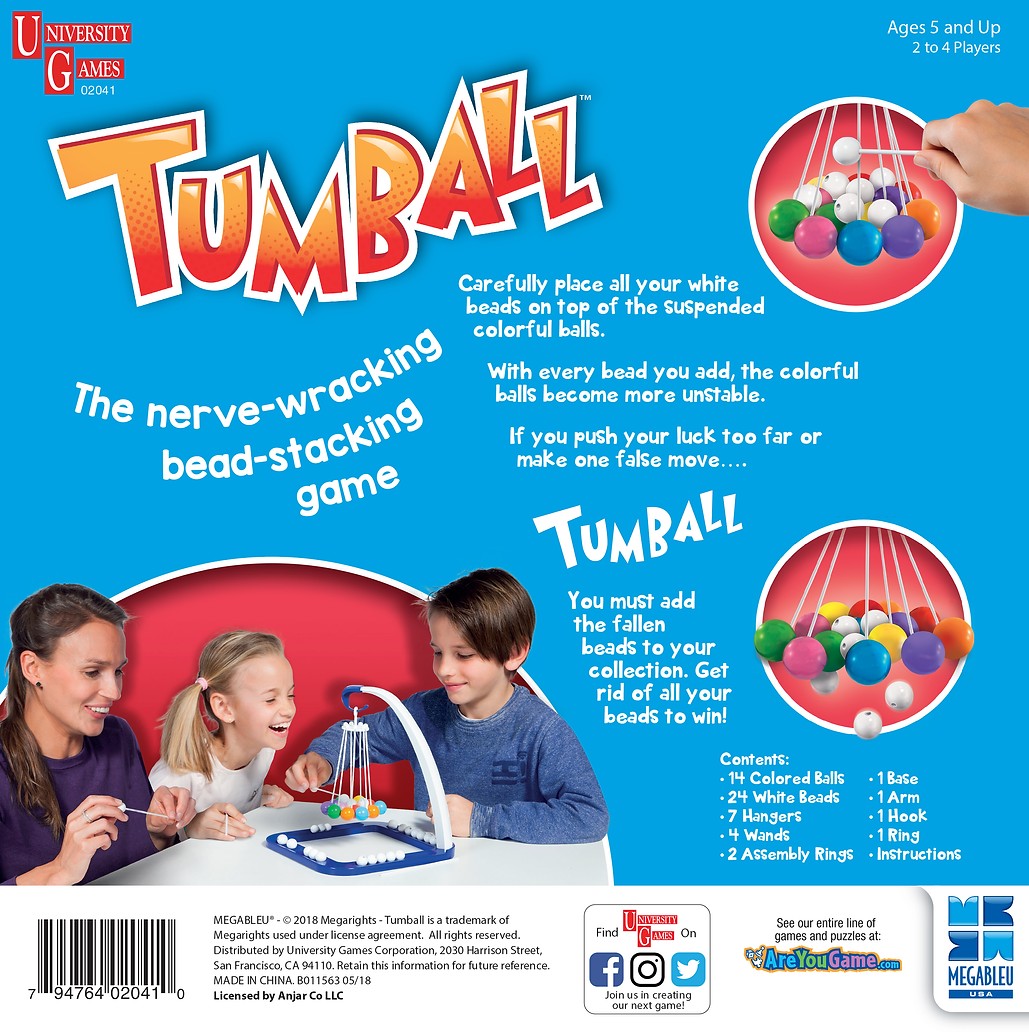 UNIVERSITY
GAMES
02041
Ages 5 and Up
2 to 4 Players
TUMBALL™
Carefully place all your white
beads on top of the suspended
colorful balls.
With every bead you add, the colorful
balls become more unstable.
If you push your luck too far or
make one false move....
The nerve-wracking
bead-stacking
game
TUMBALL
You must add
the fallen
beads to your
collection. Get
rid of all your
beads to win!
Contents:
• 14 Colored Balls
• 24 White Beads
• 7 Hangers
• 4 Wands
• 2 Assembly Rings
• 1 Base
• 1 Arm
• 1 Hook
• 1 Ring
• Instructions
7 94764 02041 0
MEGABLEU® - © 2018 Megarights - Tumball is a trademark of
Megarights used under license agreement. All rights reserved.
Distributed by University Games Corporation, 2030 Harrison Street,
San Francisco, CA 94110. Retain this information for future reference.
MADE IN CHINA. B011563 05/18
Licensed by Anjar Co LLC
Find UNIVERSITY GAMES On
Join us in creating
our next game!
See our entire line of
games and puzzles at:
AreYouGame.com
MEGABLEU
USA